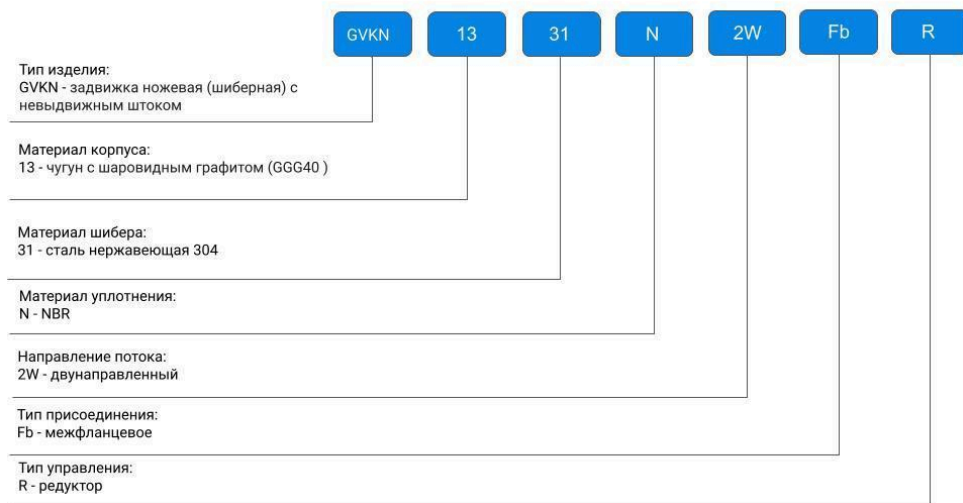 GVKN 13 31 N 2W Fb R
Тип изделия:
GVKN - задвижка ножевая (шиберная) с
невыдвижным штоком
Материал корпуса:
13 - чугун с шаровидным графитом (GGG40 )
Материал шибера:
31 - сталь нержавеющая 304
Материал уплотнения:
N - NBR
Направление потока:
2W - двунаправленный
Тип присоединения:
Fb - межфланцевое
Тип управления:
R - редуктор